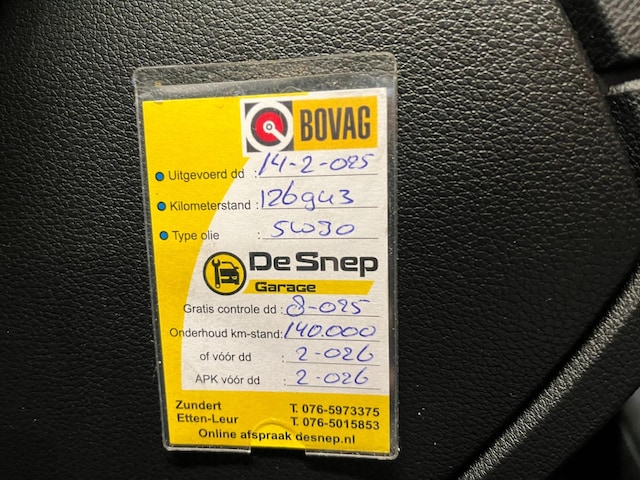 BOVAG
Uitgevoerd dd : 14-2-025
Kilometerstand : 126943
Type olie : 5W30
De Snep
Garage
Gratis controle dd : 8-025
Onderhoud km-stand: 140.000
of vóór dd : 2-026
APK vóór dd : 2-026
Zundert T. 076-5973375
Etten-Leur T. 076-5015853
Online afspraak desnep.nl